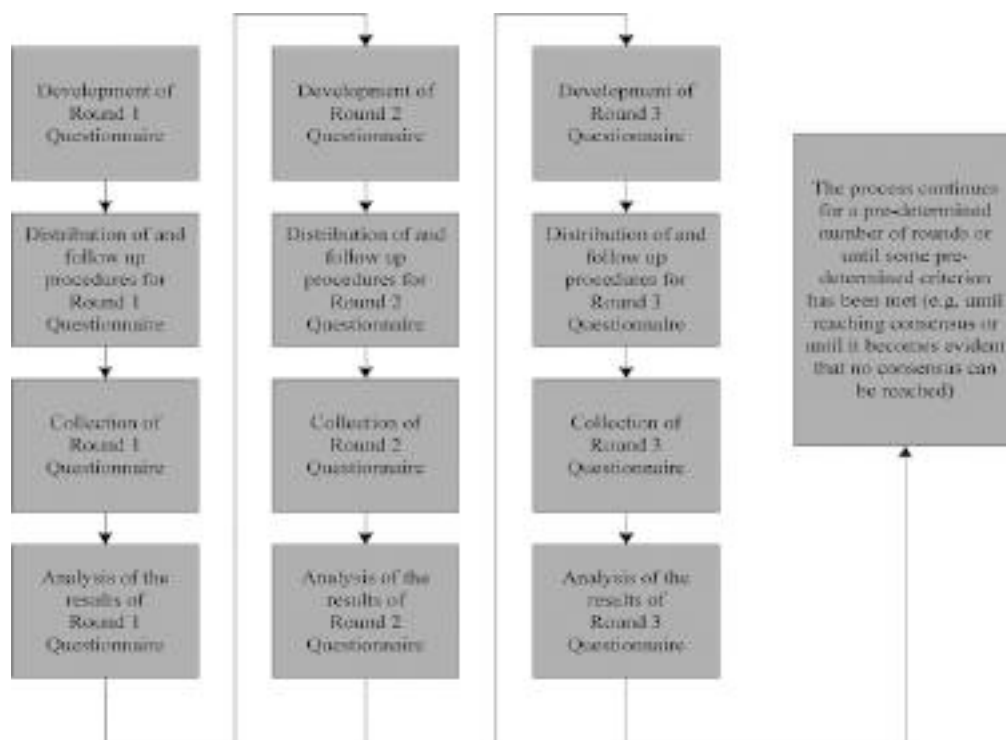 Development of
Round 1
Questionnaire
Distribution of and
follow up
procedures for
Round 1
Questionnaire
Collection of
Round 1
Questionnaire
Analysis of the
results of
Round 1
Questionnaire
Development of
Round 2
Questionnaire
Distribution of and
follow up
procedures for
Round 2
Questionnaire
Collection of
Round 2
Questionnaire
Analysis of the
results of
Round 2
Questionnaire
Development of
Round 3
Questionnaire
Distribution of and
follow up
procedures for
Round 3
Questionnaire
Collection of
Round 3
Questionnaire
Analysis of the
results of
Round 3
Questionnaire
The process continues
for a pre-determined
number of rounds or
until some pre-
determined criterion
has been met (e.g. until
reaching consensus or
until it becomes evident
that no consensus can
be reached)